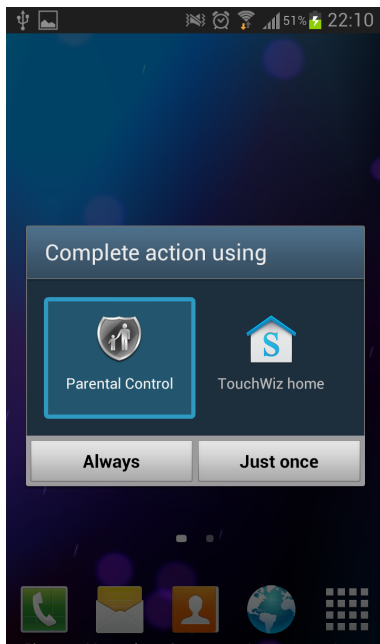 51% 22:10
Complete action using
Parental Control TouchWiz home
S
Always Just once